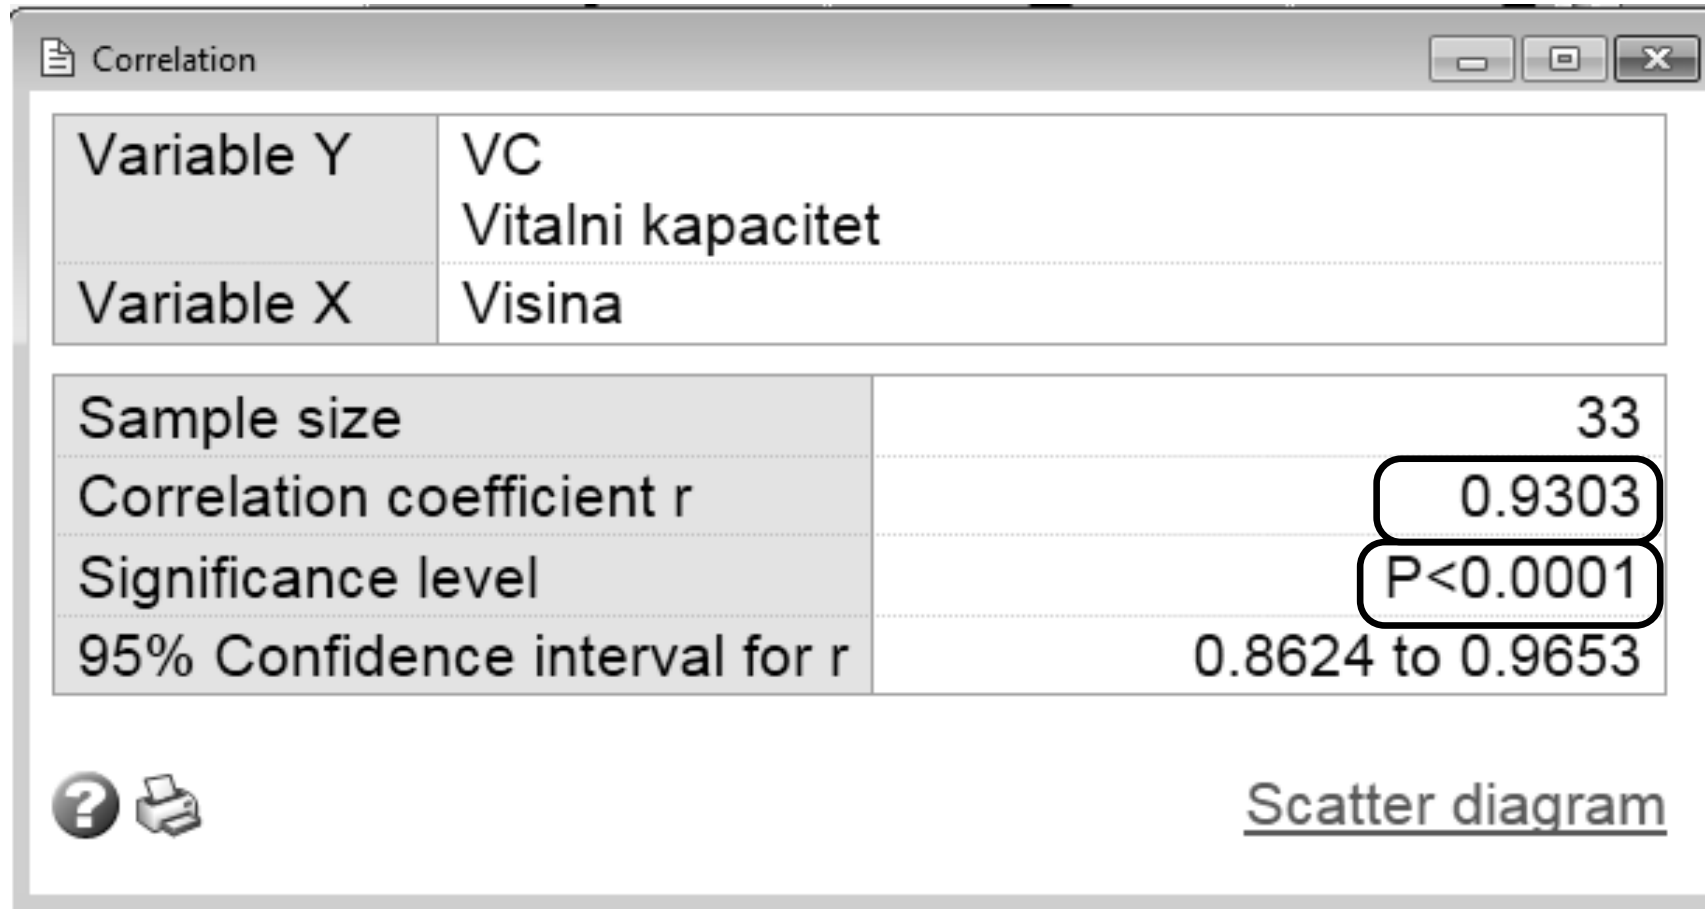 Correlation
Variable Y VC
Vitalni kapacitet
Variable X Visina
Sample size 33
Correlation coefficient r 0.9303
Significance level P<0.0001
95% Confidence interval for r 0.8624 to 0.9653
? Scatter diagram